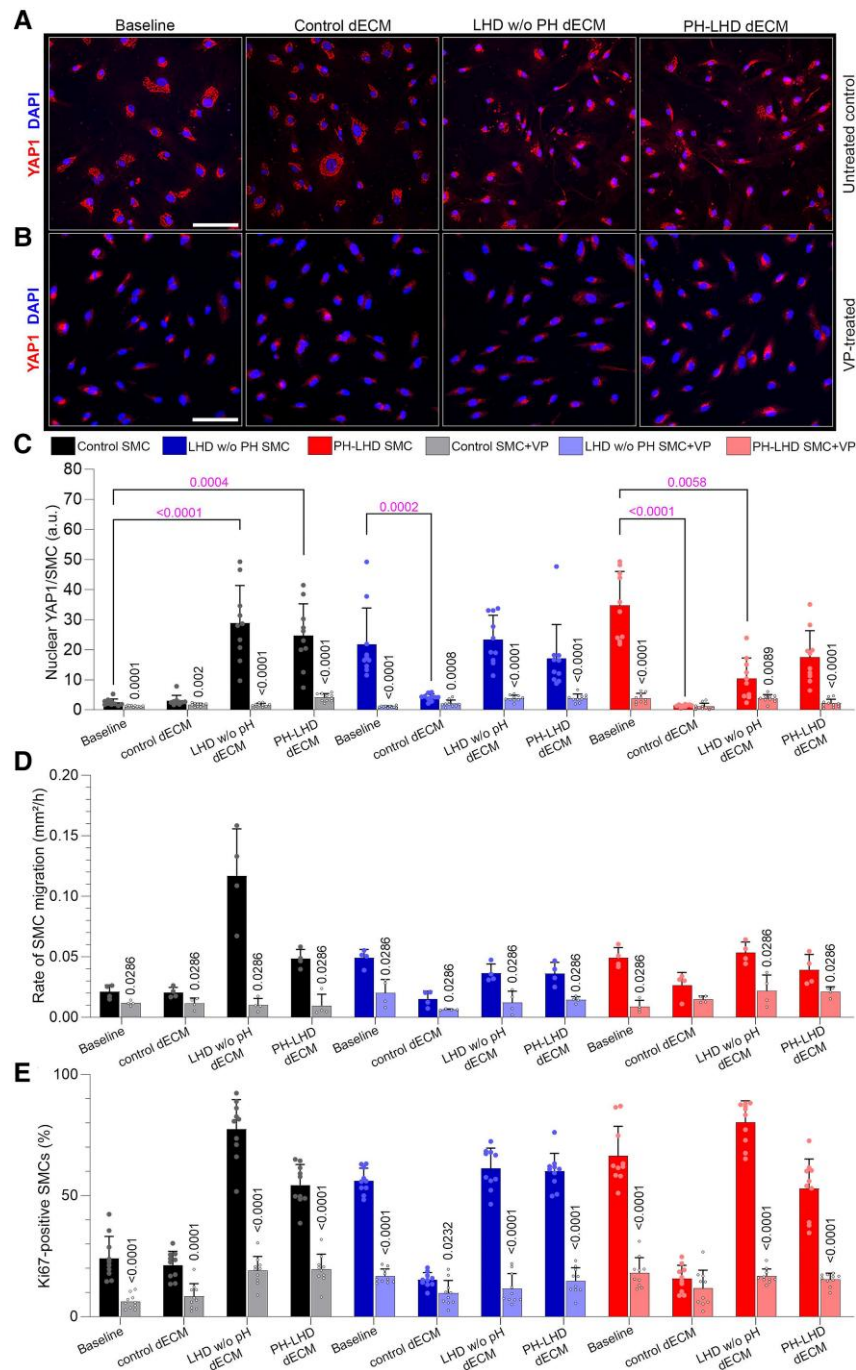 A
Baseline
Control dECM
LHD w/o PH dECM
PH-LHD dECM
YAP1 DAPI
Untreated control
B
YAP1 DAPI
VP-treated
C
Control SMC
LHD w/o PH SMC
PH-LHD SMC
Control SMC+VP
LHD w/o PH SMC+VP
PH-LHD SMC+VP
Nuclear YAP1/SMC (a.u.)
80
70
60
50
40
30
20
10
0
0.0004
<0.0001
0.0002
0.0058
<0.0001
0.0001
0.002
<0.0001
<0.0001
<0.0001
0.0008
<0.0001
<0.0001
<0.0001
0.0089
<0.0001
Baseline
control dECM
LHD w/o pH
dECM
PH-LHD
dECM
Baseline
control dECM
LHD w/o pH
dECM
PH-LHD
dECM
Baseline
control dECM
LHD w/o pH
dECM
PH-LHD
dECM
D
Rate of SMC migration (mm²/h)
0.20
0.15
0.10
0.05
0.00
0.0286
0.0286
0.0286
0.0286
0.0286
0.0286
0.0286
0.0286
0.0286
0.0286
0.0286
Baseline
control dECM
LHD w/o pH
dECM
PH-LHD
dECM
Baseline
control dECM
LHD w/o pH
dECM
PH-LHD
dECM
Baseline
control dECM
LHD w/o pH
dECM
PH-LHD
dECM
E
Ki67-positive SMCs (%)
100
50
0
<0.0001
0.0001
<0.0001
<0.0001
<0.0001
0.0232
<0.0001
<0.0001
<0.0001
<0.0001
<0.0001
Baseline
control dECM
LHD w/o pH
dECM
PH-LHD
dECM
Baseline
control dECM
LHD w/o pH
dECM
PH-LHD
dECM
Baseline
control dECM
LHD w/o pH
dECM
PH-LHD
dECM